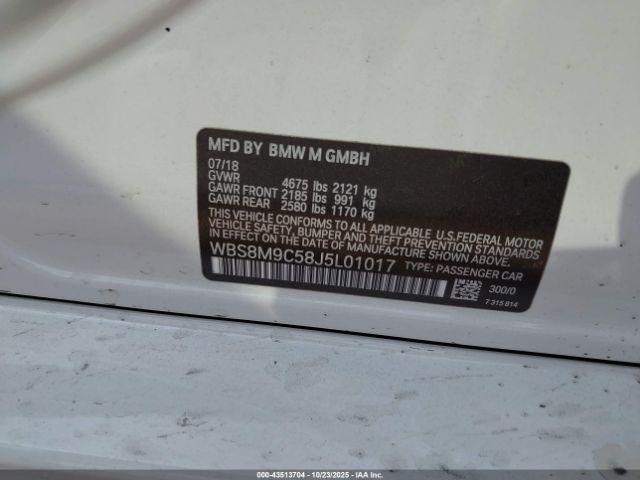 MFD BY BMW M GMBH
07/18
GVWR 4675 lbs 2121 kg
GAWR FRONT 2185 lbs 991 kg
GAWR REAR 2580 lbs 1170 kg
THIS VEHICLE CONFORMS TO ALL APPLICABLE U.S.FEDERAL MOTOR
VEHICLE SAFETY, BUMPER AND THEFT PREVENTION STANDARDS
IN EFFECT ON THE DATE OF MANUFACTURE SHOWN ABOVE.
WBS8M9C58J5L01017 TYPE: PASSENGER CAR
300/0
7 315 814
000-43513704 - 10/23/2025 - IAA Inc.